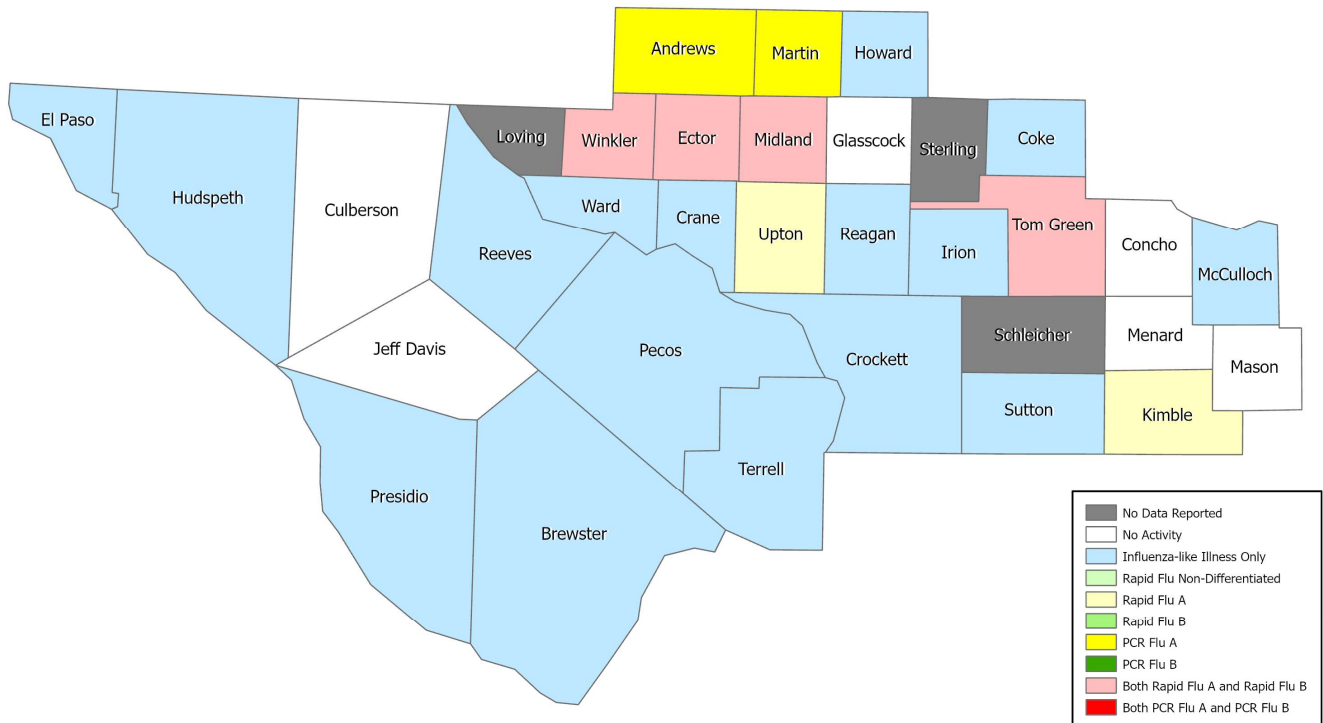 Andrews
Martin
Howard
El Paso
Hudspeth
Culberson
Loving
Winkler
Ector
Midland
Glasscock
Sterling
Coke
Reeves
Ward
Crane
Upton
Reagan
Irion
Tom Green
Concho
McCulloch
Jeff Davis
Pecos
Crockett
Schleicher
Menard
Mason
Sutton
Kimble
Presidio
Brewster
Terrell
No Data Reported
No Activity
Influenza-like Illness Only
Rapid Flu Non-Differentiated
Rapid Flu A
Rapid Flu B
PCR Flu A
PCR Flu B
Both Rapid Flu A and Rapid Flu B
Both PCR Flu A and PCR Flu B